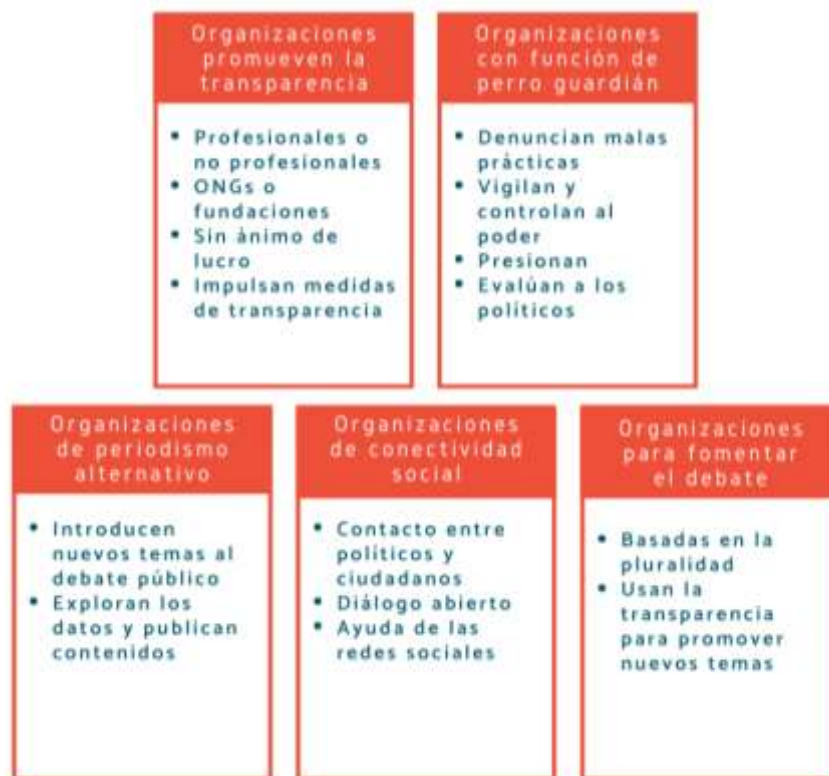 Organizaciones
promueven la
transparencia
• Profesionales o
no profesionales
• ONGs o
fundaciones
• Sin ánimo de
lucro
• Impulsan medidas
de transparencia
Organizaciones
con función de
perro guardián
• Denuncian malas
prácticas
• Vigilan y
controlan al
poder
• Presionan
• Evalúan a los
políticos
Organizaciones
de periodismo
alternativo
• Introducen
nuevos temas al
debate público
• Exploran los
datos y publican
contenidos
Organizaciones
de conectividad
social
• Contacto entre
políticos y
ciudadanos
• Diálogo abierto
• Ayuda de las
redes sociales
Organizaciones
para fomentar
el debate
• Basadas en la
pluralidad
• Usan la
transparencia
para promover
nuevos temas